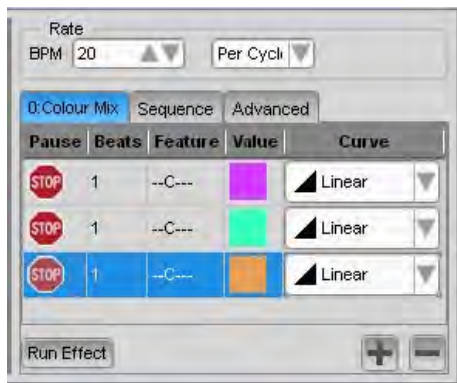 Rate
BPM 20 Per Cycl
0:Colour Mix Sequence Advanced
Pause Beats Feature Value Curve
STOP 1 --C--- Linear
STOP 1 --C--- Linear
STOP 1 --C--- Linear
Run Effect + −